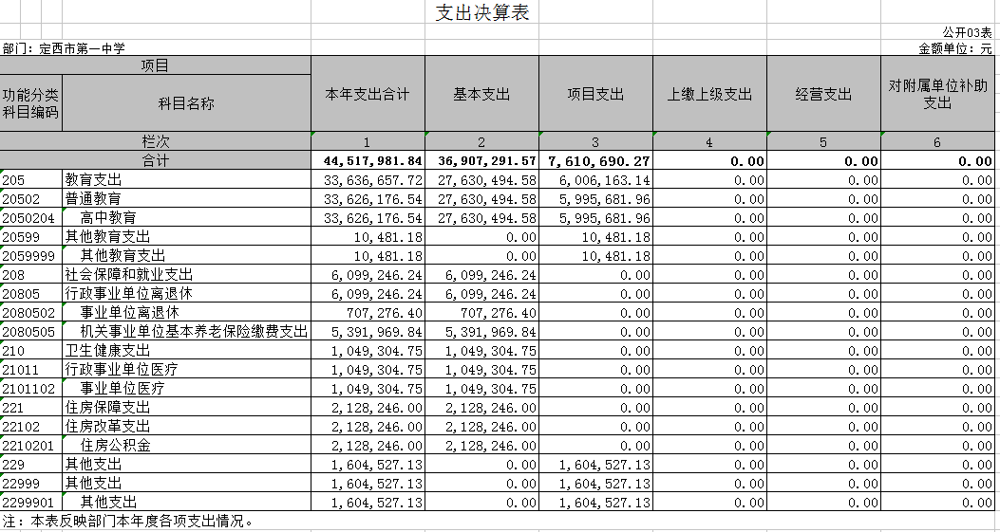 支出决算表
公开03表
部门：定西市第一中学 金额单位：元
项目 本年支出合计 基本支出 项目支出 上缴上级支出 经营支出 对附属单位补助支出
功能分类科目编码 科目名称
栏次 1 2 3 4 5 6
合计 44,517,981.84 36,907,291.57 7,610,690.27 0.00 0.00 0.00
205 教育支出 33,636,657.72 27,630,494.58 6,006,163.14 0.00 0.00 0.00
20502 普通教育 33,626,176.54 27,630,494.58 5,995,681.96 0.00 0.00 0.00
2050204 高中教育 33,626,176.54 27,630,494.58 5,995,681.96 0.00 0.00 0.00
20599 其他教育支出 10,481.18 0.00 10,481.18 0.00 0.00 0.00
2059999 其他教育支出 10,481.18 0.00 10,481.18 0.00 0.00 0.00
208 社会保障和就业支出 6,099,246.24 6,099,246.24 0.00 0.00 0.00 0.00
20805 行政事业单位离退休 6,099,246.24 6,099,246.24 0.00 0.00 0.00 0.00
2080502 事业单位离退休 707,276.40 707,276.40 0.00 0.00 0.00 0.00
2080505 机关事业单位基本养老保险缴费支出 5,391,969.84 5,391,969.84 0.00 0.00 0.00 0.00
210 卫生健康支出 1,049,304.75 1,049,304.75 0.00 0.00 0.00 0.00
21011 行政事业单位医疗 1,049,304.75 1,049,304.75 0.00 0.00 0.00 0.00
2101102 事业单位医疗 1,049,304.75 1,049,304.75 0.00 0.00 0.00 0.00
221 住房保障支出 2,128,246.00 2,128,246.00 0.00 0.00 0.00 0.00
22102 住房改革支出 2,128,246.00 2,128,246.00 0.00 0.00 0.00 0.00
2210201 住房公积金 2,128,246.00 2,128,246.00 0.00 0.00 0.00 0.00
229 其他支出 1,604,527.13 0.00 1,604,527.13 0.00 0.00 0.00
22999 其他支出 1,604,527.13 0.00 1,604,527.13 0.00 0.00 0.00
2299901 其他支出 1,604,527.13 0.00 1,604,527.13 0.00 0.00 0.00
注：本表反映部门本年度各项支出情况。